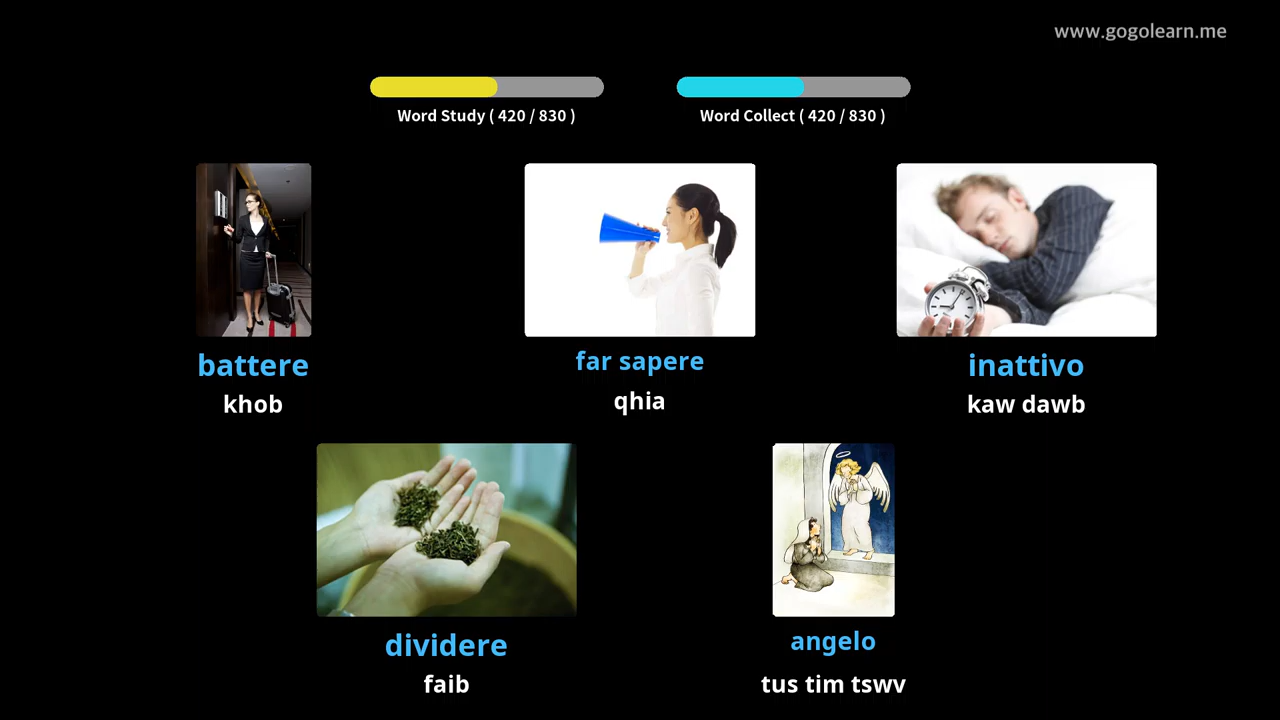 www.gogolearn.me
Word Study ( 420 / 830 )
Word Collect ( 420 / 830 )
battere
khob
far sapere
qhia
inattivo
kaw dawb
dividere
faib
angelo
tus tim tswv